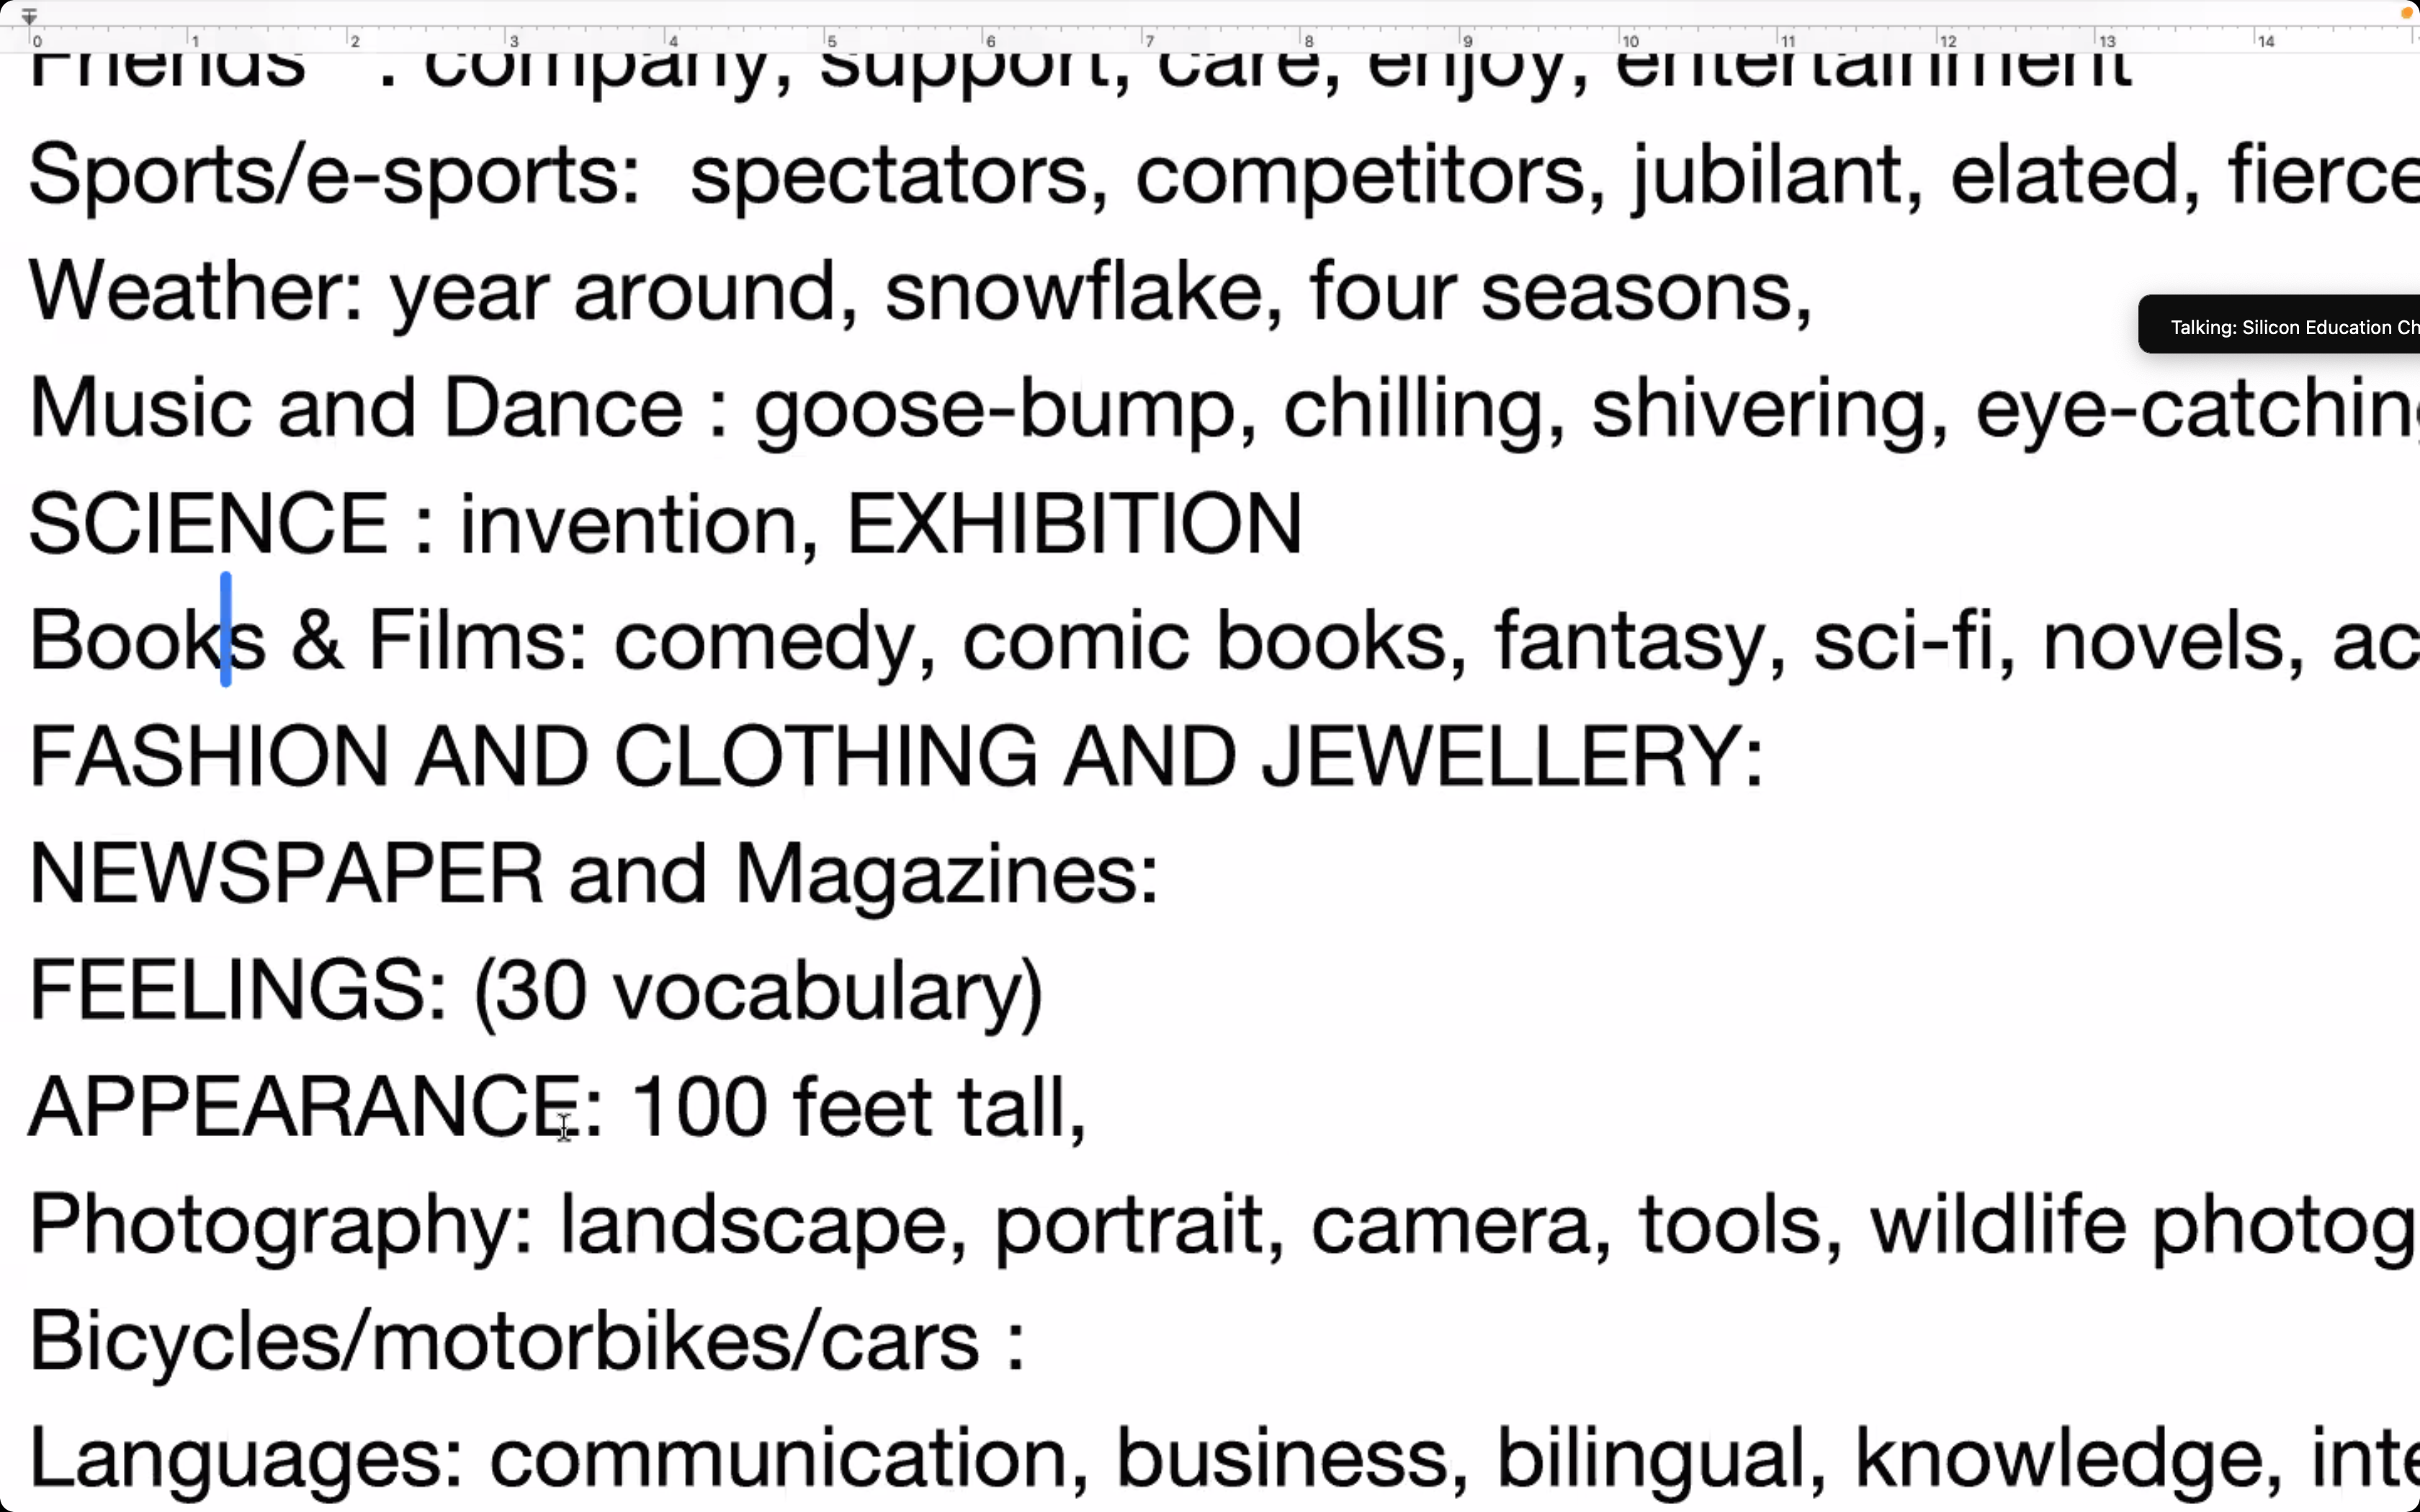 0 1 2 3 4 5 6 7 8 9 10 11 12 13 14
Friends : company, support, care, enjoy, entertainment
Sports/e-sports: spectators, competitors, jubilant, elated, fierce
Weather: year around, snowflake, four seasons,
Talking: Silicon Education Ch
Music and Dance : goose-bump, chilling, shivering, eye-catching
SCIENCE : invention, EXHIBITION
Books & Films: comedy, comic books, fantasy, sci-fi, novels, ac
FASHION AND CLOTHING AND JEWELLERY:
NEWSPAPER and Magazines:
FEELINGS: (30 vocabulary)
APPEARANCE: 100 feet tall,
Photography: landscape, portrait, camera, tools, wildlife photog
Bicycles/motorbikes/cars :
Languages: communication, business, bilingual, knowledge, inte